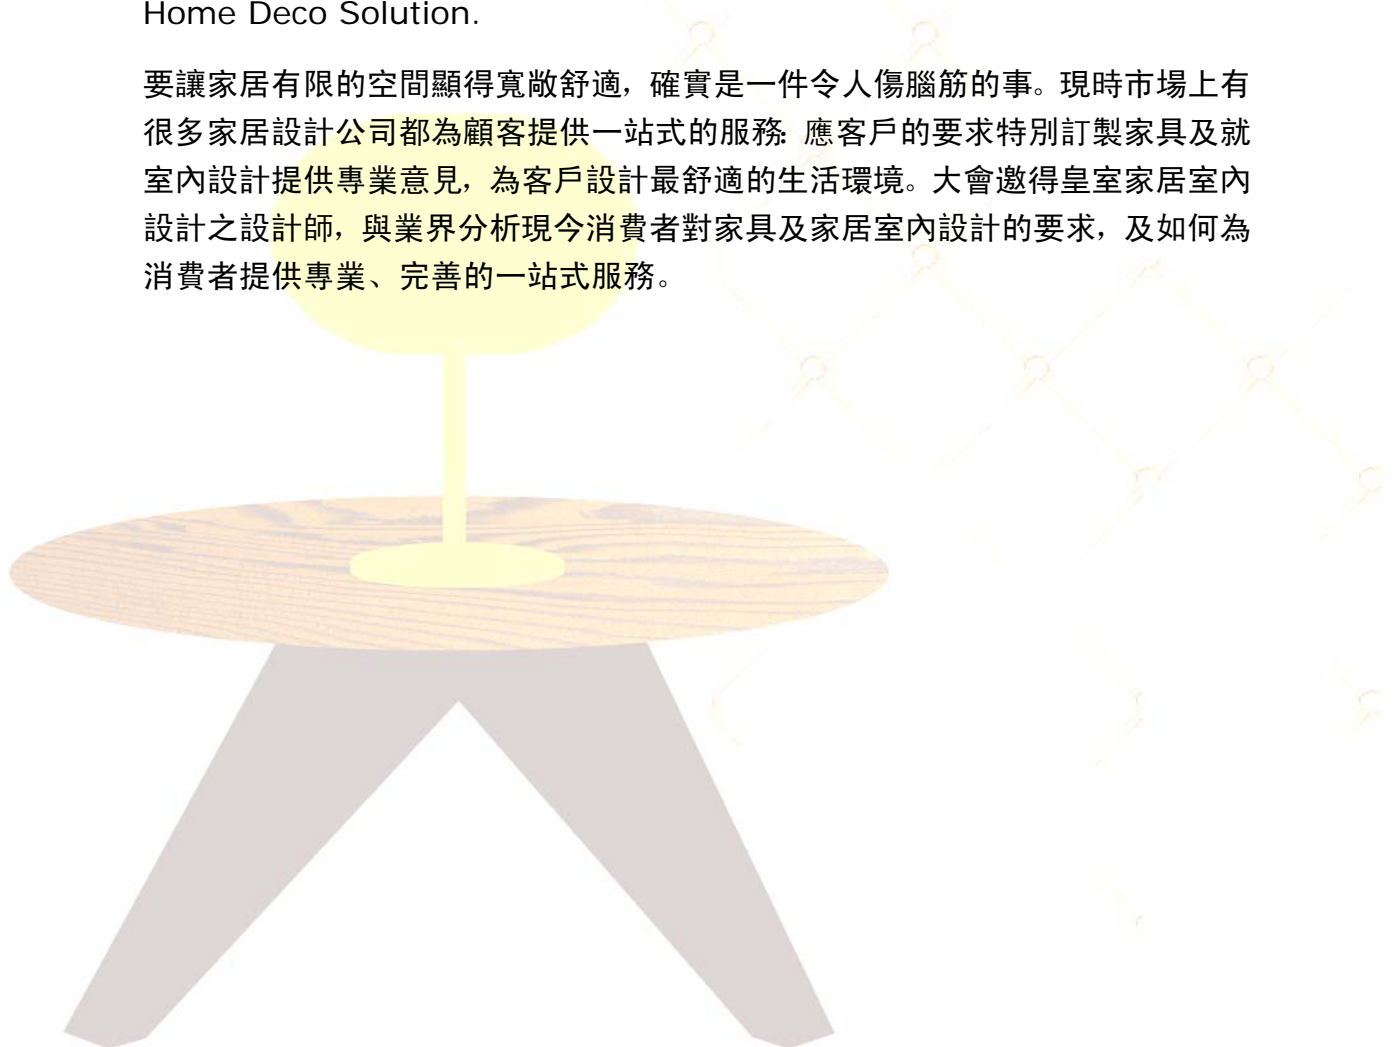 Home Deco Solution.
要讓家居有限的空間顯得寬敞舒適，確實是一件令人傷腦筋的事。現時市場上有
很多家居設計公司都為顧客提供一站式的服務：應客戶的要求特別訂製家具及就
室內設計提供專業意見，為客戶設計最舒適的生活環境。大會邀得皇室家居室內
設計之設計師，與業界分析現今消費者對家具及家居室內設計的要求，及如何為
消費者提供專業、完善的一站式服務。